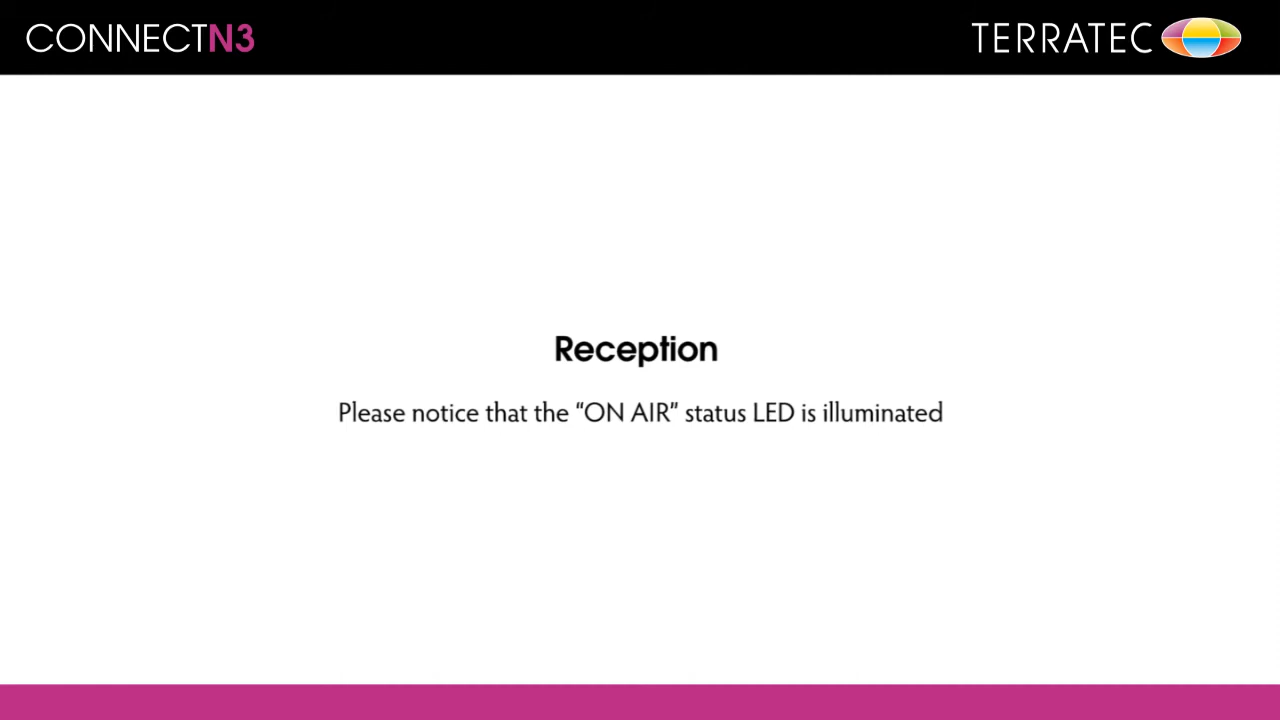 CONNECTN3
TERRATEC
Reception
Please notice that the “ON AIR” status LED is illuminated